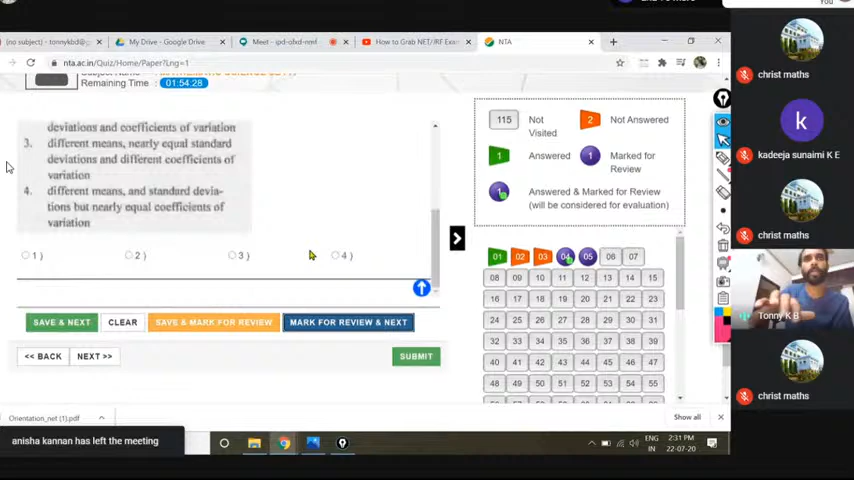 You
(no subject) - tonnykbd@g
My Drive - Google Drive
Meet - ipd-ofxd-nmf
How to Grab NET/JRF Exam
NTA
nta.ac.in/Quiz/Home/Paper?Lng=1
Remaining Time : 01:54:28
deviations and coefficients of variation
3. different means, nearly equal standard
deviations and different coefficients of
variation
4. different means, and standard devia-
tions but nearly equal coefficients of
variation
1 )
2 )
3 )
4 )
SAVE & NEXT
CLEAR
SAVE & MARK FOR REVIEW
MARK FOR REVIEW & NEXT
<< BACK
NEXT >>
SUBMIT
115 Not Visited
2 Not Answered
1 Answered
1 Marked for Review
1 Answered & Marked for Review
(will be considered for evaluation)
01 02 03 04 05 06 07
08 09 10 11 12 13 14 15
16 17 18 19 20 21 22 23
24 25 26 27 28 29 30 31
32 33 34 35 36 37 38 39
40 41 42 43 44 45 46 47
48 49 50 51 52 53 54 55
Orientation_net (1).pdf
Show all
anisha kannan has left the meeting
ENG
IN
2:31 PM
22-07-20
christ maths
k
kadeeja sunaimi K E
christ maths
Tonny K B
christ maths